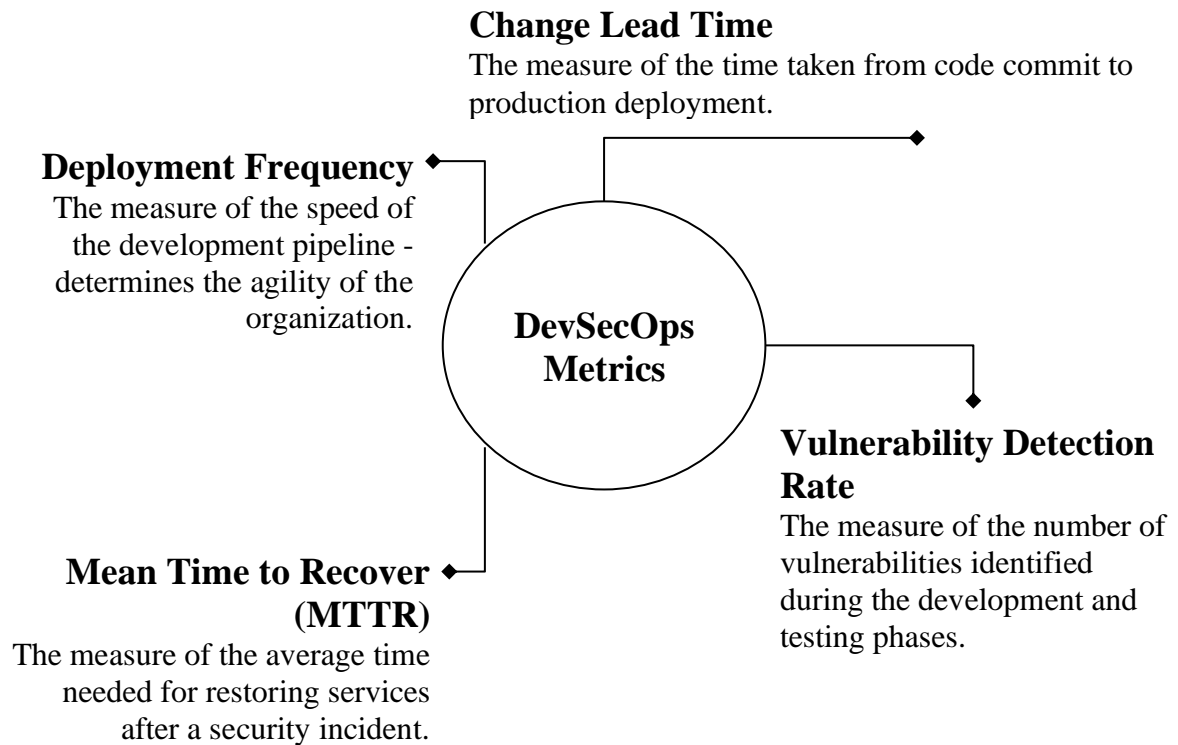 Change Lead Time
The measure of the time taken from code commit to
production deployment.
Deployment Frequency
The measure of the speed of
the development pipeline -
determines the agility of the
organization.
DevSecOps
Metrics
Vulnerability Detection
Rate
The measure of the number of
vulnerabilities identified
during the development and
testing phases.
Mean Time to Recover
(MTTR)
The measure of the average time
needed for restoring services
after a security incident.